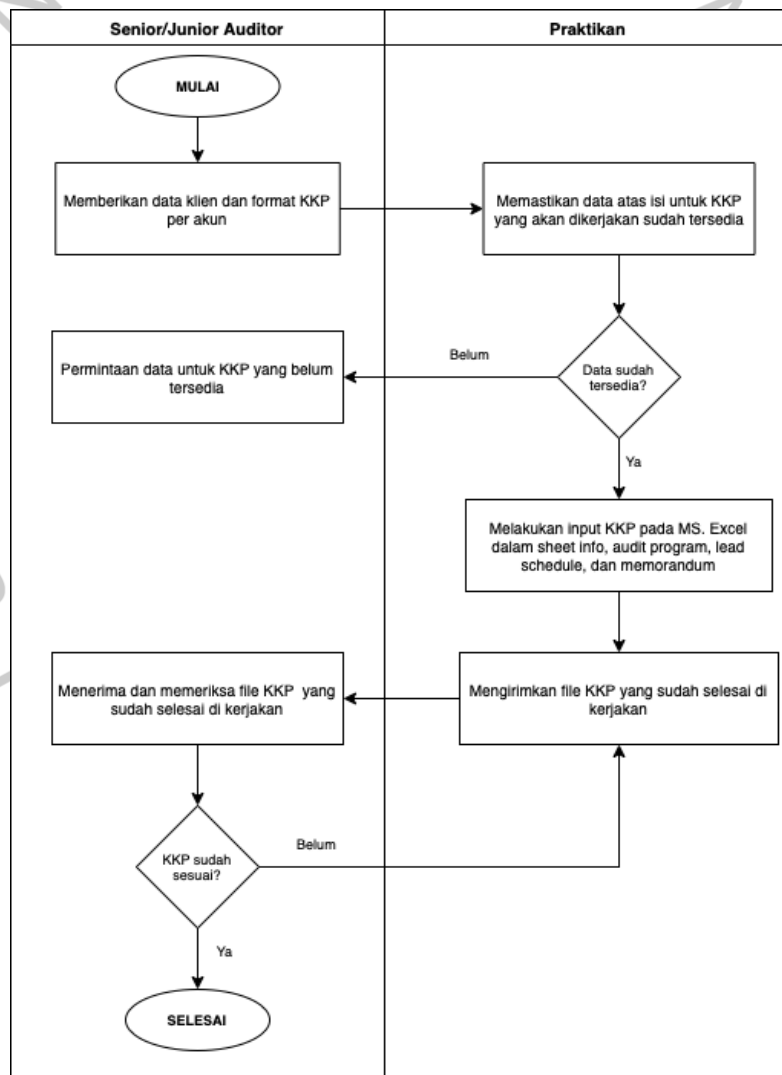 Senior/Junior Auditor
Praktikan
MULAI
Memberikan data klien dan format KKP
per akun
Memastikan data atas isi untuk KKP
yang akan dikerjakan sudah tersedia
Permintaan data untuk KKP yang belum
tersedia
Belum
Data sudah
tersedia?
Ya
Melakukan input KKP pada MS. Excel
dalam sheet info, audit program, lead
schedule, dan memorandum
Menerima dan memeriksa file KKP yang
sudah selesai di kerjakan
Mengirimkan file KKP yang sudah selesai di
kerjakan
KKP sudah
sesuai?
Belum
Ya
SELESAI